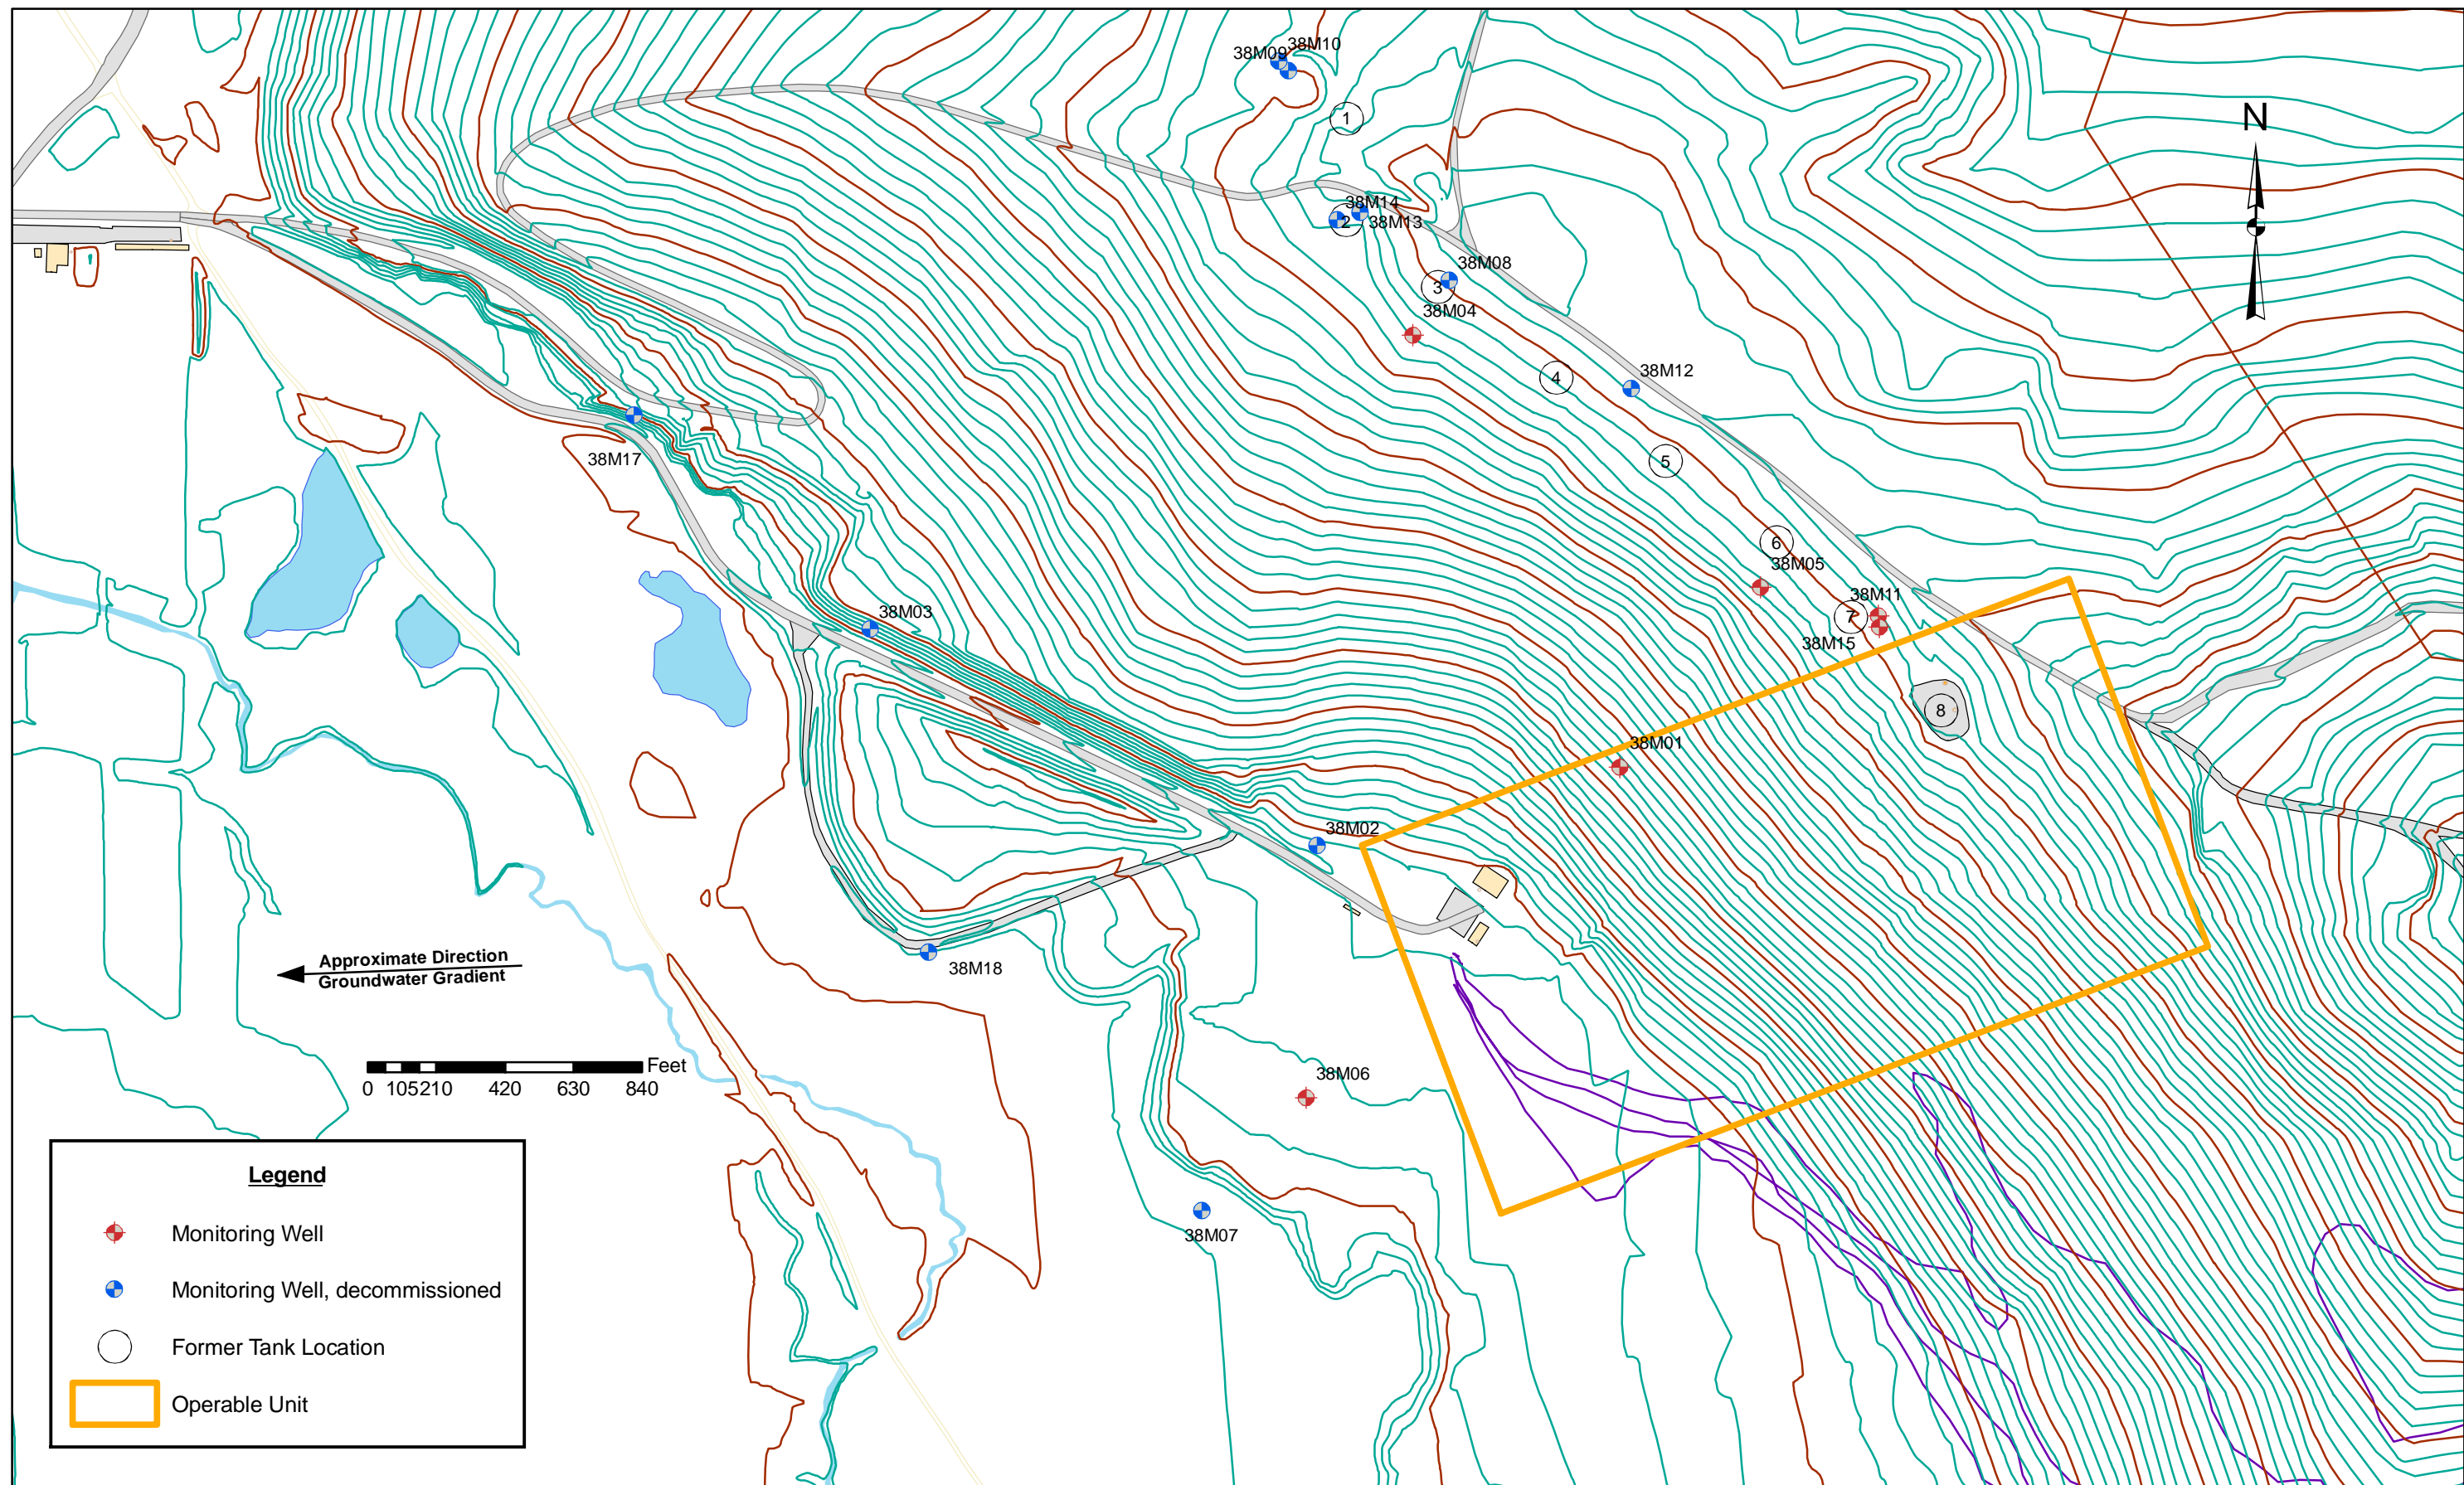 38M10
38M09
1
N
38M14
2
38M13
38M08
3
38M04
4
38M12
38M17
5
6
38M05
38M11
7
38M03
38M15
8
38M01
38M02
Approximate Direction
Groundwater Gradient
38M18
Feet
0 105 210 420 630 840
38M06
Legend
Monitoring Well
38M07
Monitoring Well, decommissioned
Former Tank Location
Operable Unit